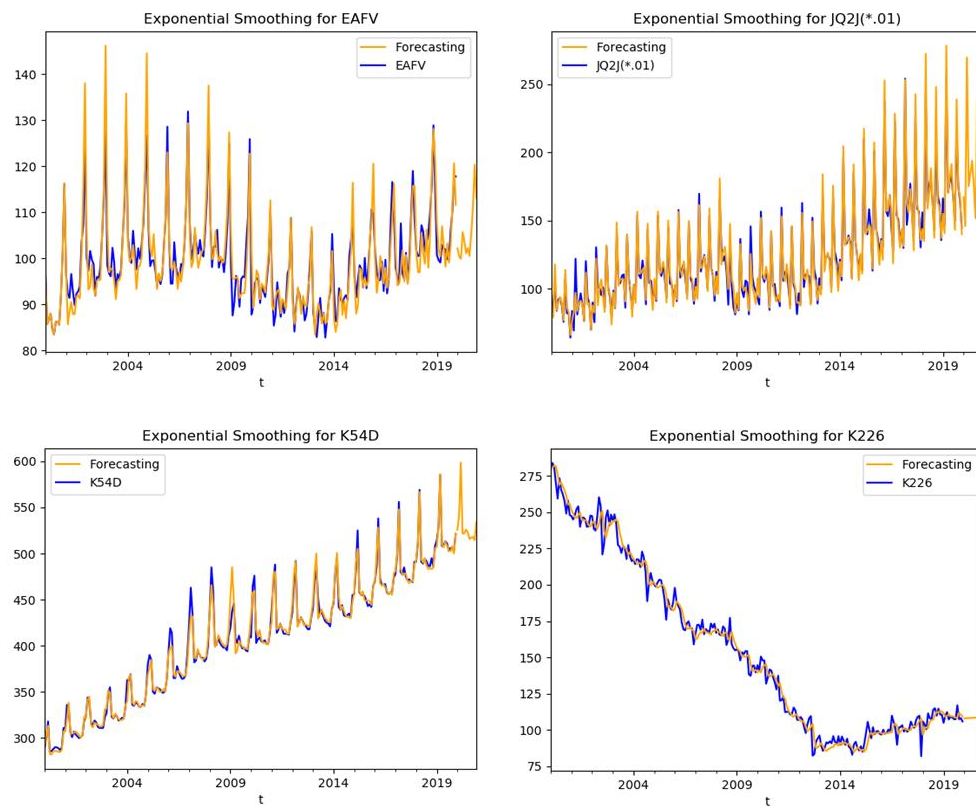 Exponential Smoothing for EAFV
Forecasting
EAFV
140
130
120
110
100
90
80
2004
2009
2014
2019
t
Exponential Smoothing for JQ2J(*.01)
Forecasting
JQ2J(*.01)
250
200
150
100
2004
2009
2014
2019
t
Exponential Smoothing for K54D
Forecasting
K54D
600
550
500
450
400
350
300
2004
2009
2014
2019
t
Exponential Smoothing for K226
Forecasting
K226
275
250
225
200
175
150
125
100
75
2004
2009
2014
2019
t